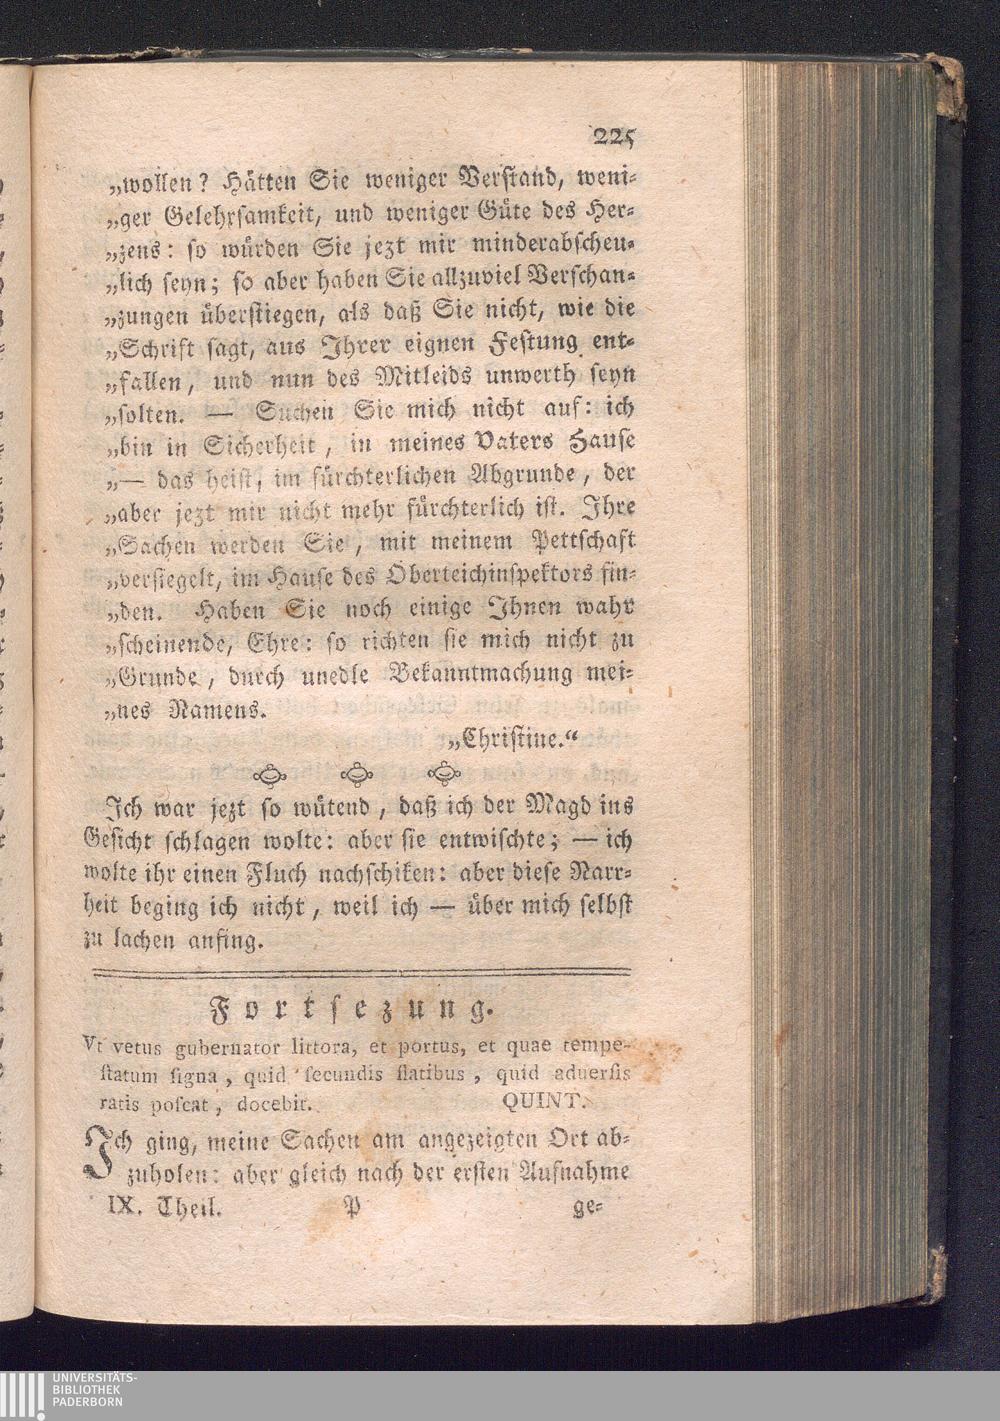 225
„wollen? Hätten Sie weniger Verstand, weni-
„ger Gelehrsamkeit, und weniger Güte des Her-
„zens: so würden Sie jezt mir minderabscheu-
„lich seyn; so aber haben Sie allzuviel Verschan-
„zungen überstiegen, als daß Sie nicht, wie die
„Schrift sagt, aus Ihrer eignen Festung ent-
„fallen, und nun des Mitleids unwerth seyn
„solten. — Suchen Sie mich nicht auf: ich
„bin in Sicherheit, in meines Vaters Hause
„— das heist, im fürchterlichen Abgrunde, der
„aber jezt mir nicht mehr fürchterlich ist. Ihre
„Sachen werden Sie, mit meinem Pettschaft
„versiegelt, im Hause des Oberteichinspektors fin-
„den. Haben Sie noch einige Ihnen wahr
„scheinende, Ehre: so richten sie mich nicht zu
„Grunde, durch unedle Bekanntmachung mei-
„nes Namens.
„Christine.“
Ich war jezt so wütend, daß ich der Magd ins
Gesicht schlagen wolte: aber sie entwischte; — ich
wolte ihr einen Fluch nachschiken: aber diese Narr-
heit beging ich nicht, weil ich — über mich selbst
zu lachen anfing.
Fortsezung.
Vt vetus gubernator littora, et portus, et quae tempe-
ſtatum ſigna, quid ſecundis flatibus, quid aduerſis
ratis poſcat, docebit. QUINT.
Ich ging, meine Sachen am angezeigten Ort ab-
zuholen: aber gleich nach der ersten Aufnahme
IX. Theil. P ge-
UNIVERSITÄTS-
BIBLIOTHEK
PADERBORN